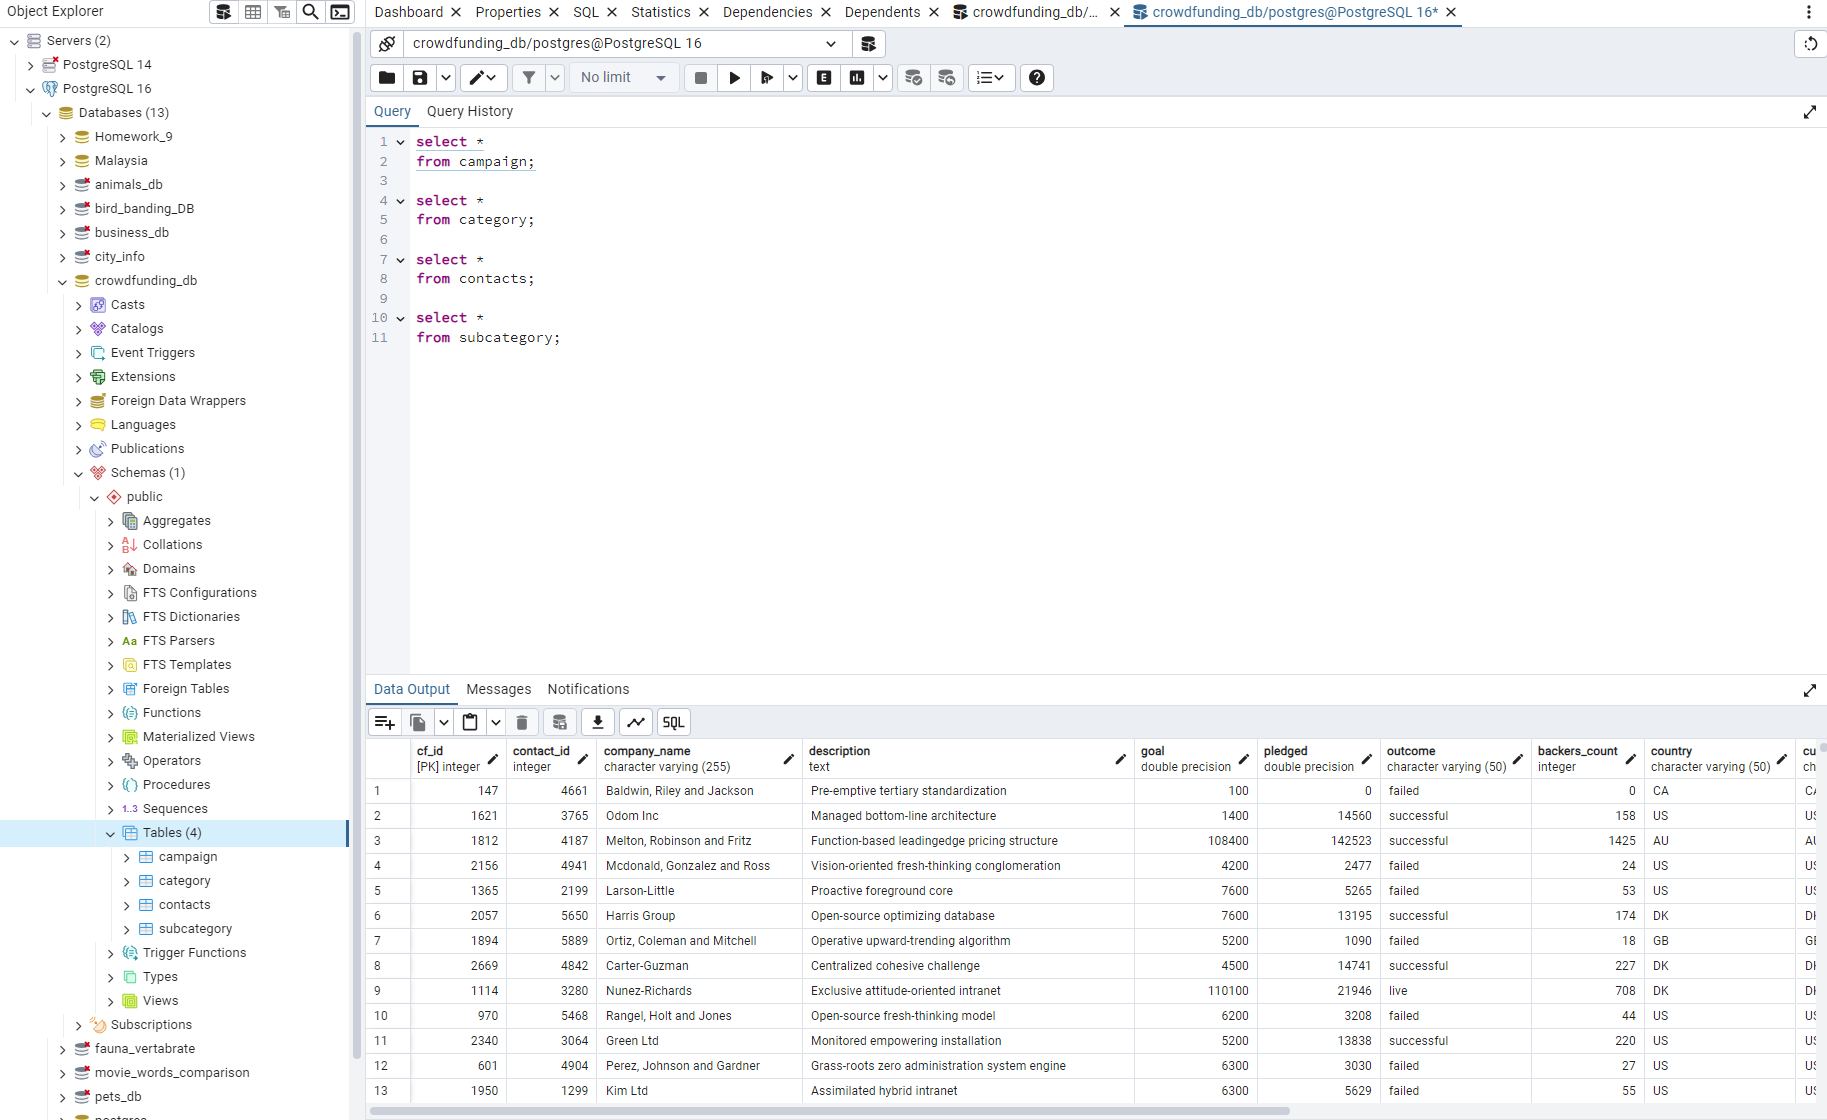 Object Explorer
Servers (2)
PostgreSQL 14
PostgreSQL 16
Databases (13)
Homework_9
Malaysia
animals_db
bird_banding_DB
business_db
city_info
crowdfunding_db
Casts
Catalogs
Event Triggers
Extensions
Foreign Data Wrappers
Languages
Publications
Schemas (1)
public
Aggregates
Collations
Domains
FTS Configurations
FTS Dictionaries
Aa FTS Parsers
FTS Templates
Foreign Tables
Functions
Materialized Views
Operators
Procedures
1..3 Sequences
Tables (4)
campaign
category
contacts
subcategory
Trigger Functions
Types
Views
Subscriptions
fauna_vertabrate
movie_words_comparison
pets_db
postgres
Dashboard Properties SQL Statistics Dependencies Dependents crowdfunding_db/... crowdfunding_db/postgres@PostgreSQL 16*
crowdfunding_db/postgres@PostgreSQL 16
No limit E
Query Query History
1 select *
2 from campaign;
3
4 select *
5 from category;
6
7 select *
8 from contacts;
9
10 select *
11 from subcategory;
Data Output Messages Notifications
SQL
cf_id contact_id company_name description goal pledged outcome backers_count country cu
[PK] integer integer character varying (255) text double precision double precision character varying (50) integer character varying (50) ch
1 147 4661 Baldwin, Riley and Jackson Pre-emptive tertiary standardization 100 0 failed 0 CA CA
2 1621 3765 Odom Inc Managed bottom-line architecture 1400 14560 successful 158 US US
3 1812 4187 Melton, Robinson and Fritz Function-based leadingedge pricing structure 108400 142523 successful 1425 AU AU
4 2156 4941 Mcdonald, Gonzalez and Ross Vision-oriented fresh-thinking conglomeration 4200 2477 failed 24 US US
5 1365 2199 Larson-Little Proactive foreground core 7600 5265 failed 53 US US
6 2057 5650 Harris Group Open-source optimizing database 7600 13195 successful 174 DK DK
7 1894 5889 Ortiz, Coleman and Mitchell Operative upward-trending algorithm 5200 1090 failed 18 GB GB
8 2669 4842 Carter-Guzman Centralized cohesive challenge 4500 14741 successful 227 DK DK
9 1114 3280 Nunez-Richards Exclusive attitude-oriented intranet 110100 21946 live 708 DK DK
10 970 5468 Rangel, Holt and Jones Open-source fresh-thinking model 6200 3208 failed 44 US US
11 2340 3064 Green Ltd Monitored empowering installation 5200 13838 successful 220 US US
12 601 4904 Perez, Johnson and Gardner Grass-roots zero administration system engine 6300 3030 failed 27 US US
13 1950 1299 Kim Ltd Assimilated hybrid intranet 6300 5629 failed 55 US US